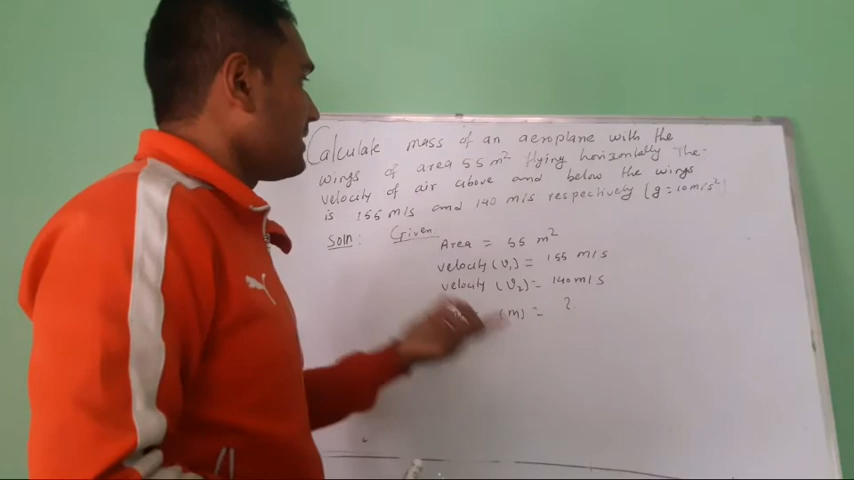 Calculate mass of an aeroplane with the
wings of area 55 m² flying horizontally The
velocity of air above and below the wings
is 155 m/s and 140 m/s respectively (g = 10 m/s²)
Soln: Given
Area = 55 m²
velocity (v₁) = 155 m/s
velocity (v₂) = 140 m/s
(m) = ?